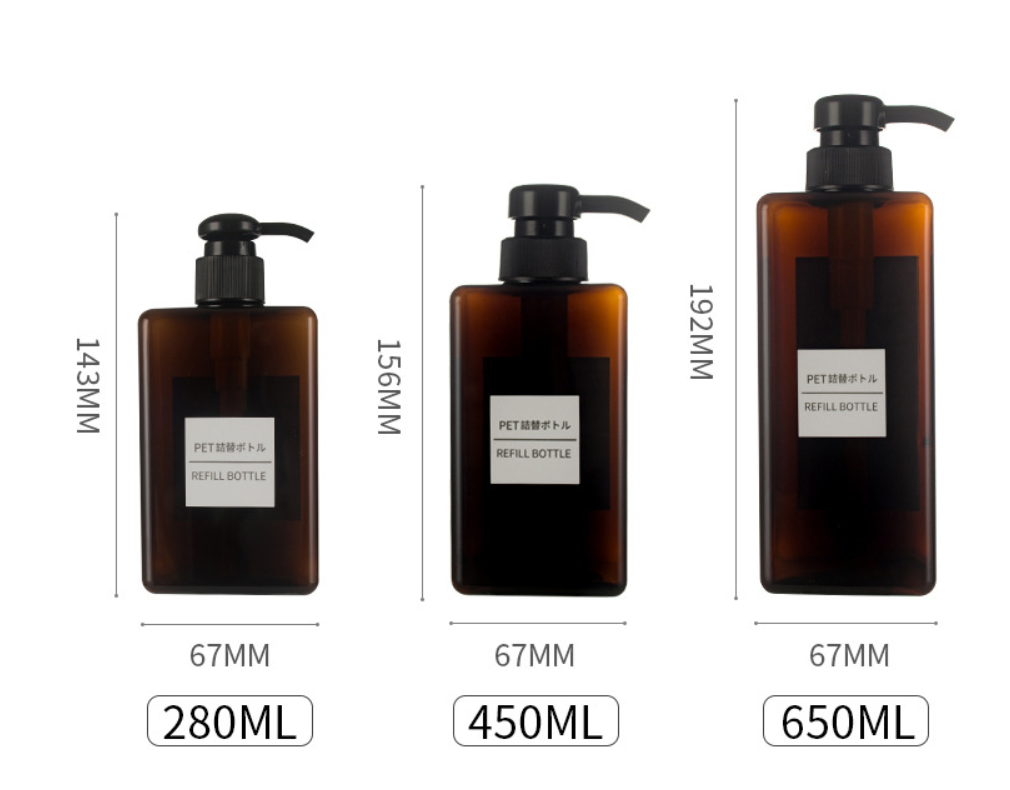 143MM
PET詰替ボトル
REFILL BOTTLE
67MM
280ML
156MM
PET詰替ボトル
REFILL BOTTLE
67MM
450ML
192MM
PET詰替ボトル
REFILL BOTTLE
67MM
650ML